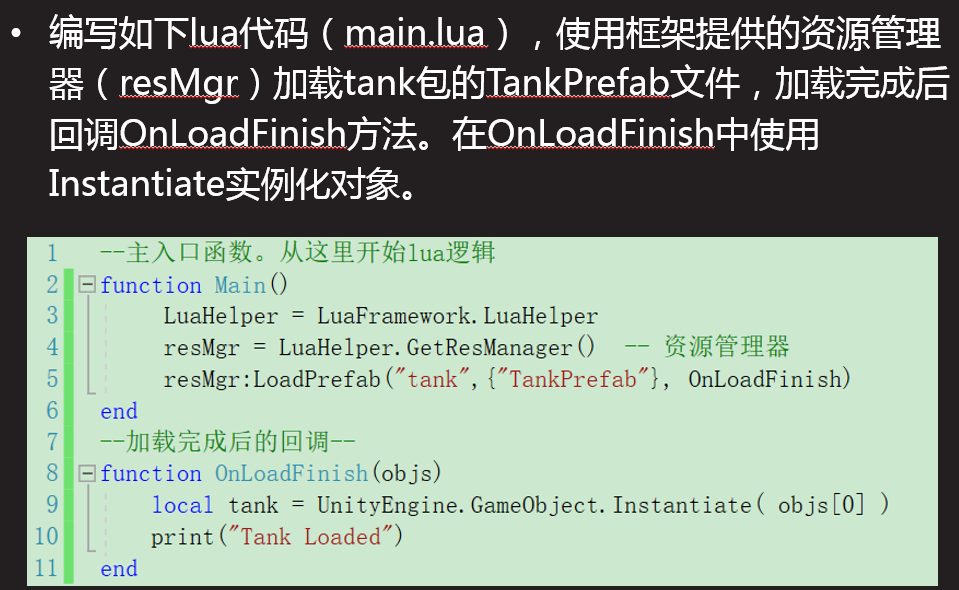 • 编写如下lua代码（main.lua），使用框架提供的资源管理
器（resMgr）加载tank包的TankPrefab文件，加载完成后
回调OnLoadFinish方法。在OnLoadFinish中使用
Instantiate实例化对象。
1 --主入口函数。从这里开始lua逻辑
2 function Main()
3 LuaHelper = LuaFramework.LuaHelper
4 resMgr = LuaHelper.GetResManager() -- 资源管理器
5 resMgr:LoadPrefab("tank",{"TankPrefab"}, OnLoadFinish)
6 end
7 --加载完成后的回调--
8 function OnLoadFinish(objs)
9 local tank = UnityEngine.GameObject.Instantiate( objs[0] )
10 print("Tank Loaded")
11 end